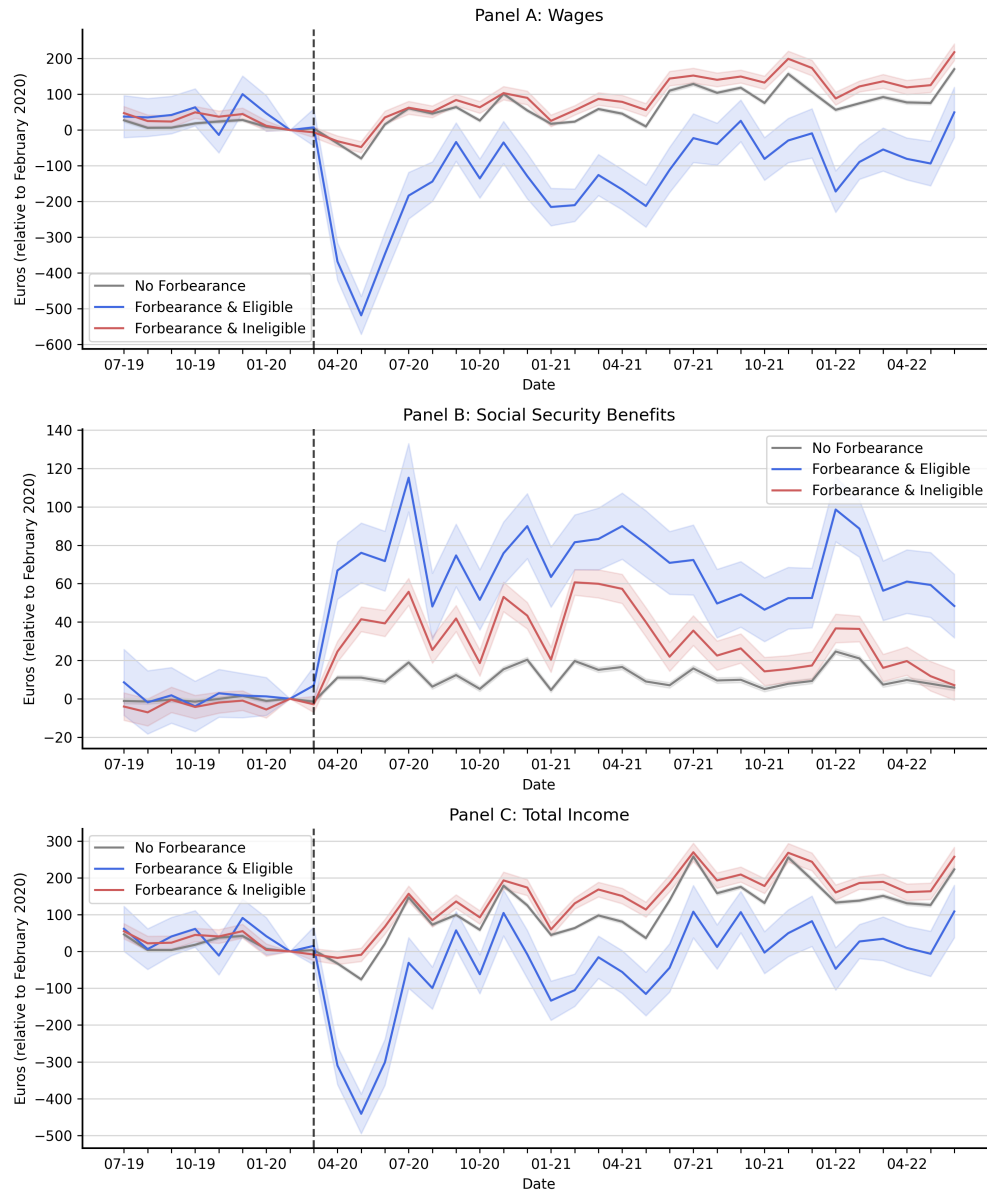 Panel A: Wages
Euros (relative to February 2020)
200
100
0
−100
−200
−300
−400
−500
−600
No Forbearance
Forbearance & Eligible
Forbearance & Ineligible
07-19 10-19 01-20 04-20 07-20 10-20 01-21 04-21 07-21 10-21 01-22 04-22
Date
Panel B: Social Security Benefits
Euros (relative to February 2020)
140
120
100
80
60
40
20
0
−20
No Forbearance
Forbearance & Eligible
Forbearance & Ineligible
07-19 10-19 01-20 04-20 07-20 10-20 01-21 04-21 07-21 10-21 01-22 04-22
Date
Panel C: Total Income
Euros (relative to February 2020)
300
200
100
0
−100
−200
−300
−400
−500
No Forbearance
Forbearance & Eligible
Forbearance & Ineligible
07-19 10-19 01-20 04-20 07-20 10-20 01-21 04-21 07-21 10-21 01-22 04-22
Date